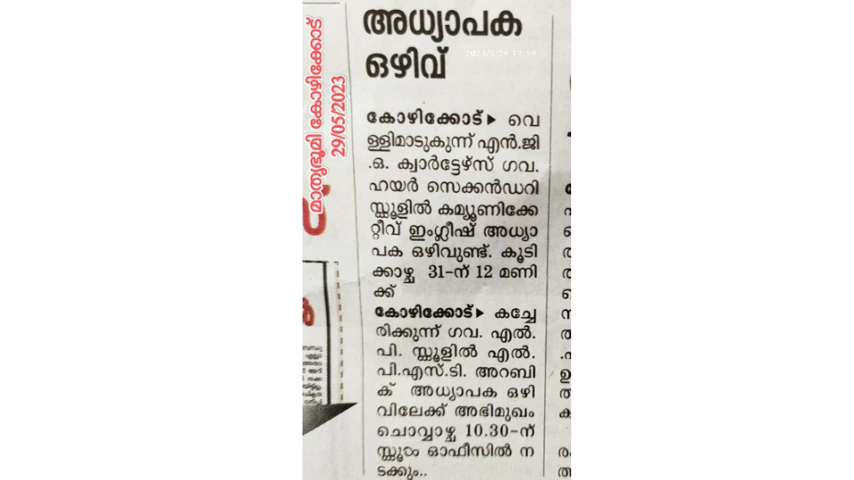 മാതൃഭൂമി കോഴിക്കോട്
29/05/2023
അധ്യാപക
ഒഴിവ്
കോഴിക്കോട് ▸ വെ
ള്ളിമാടുകുന്ന് എൻ.ജി
.ഒ. ക്വാർട്ടേഴ്സ് ഗവ.
ഹയർ സെക്കൻഡറി
സ്കൂളിൽ കമ്യൂണിക്കേ
റ്റീവ് ഇംഗ്ലീഷ് അധ്യാ
പക ഒഴിവുണ്ട്. കൂടി
ക്കാഴ്ച 31-ന് 12 മണി
ക്ക്
കോഴിക്കോട് ▸ കച്ചേ
രിക്കുന്ന് ഗവ. എൽ.
പി. സ്കൂളിൽ എൽ.
പി.എസ്.ടി. അറബി
ക് അധ്യാപക ഒഴി
വിലേക്ക് അഭിമുഖം
ചൊവ്വാഴ്ച 10.30-ന്
സ്കൂൾ ഓഫീസിൽ ന
ടക്കും..